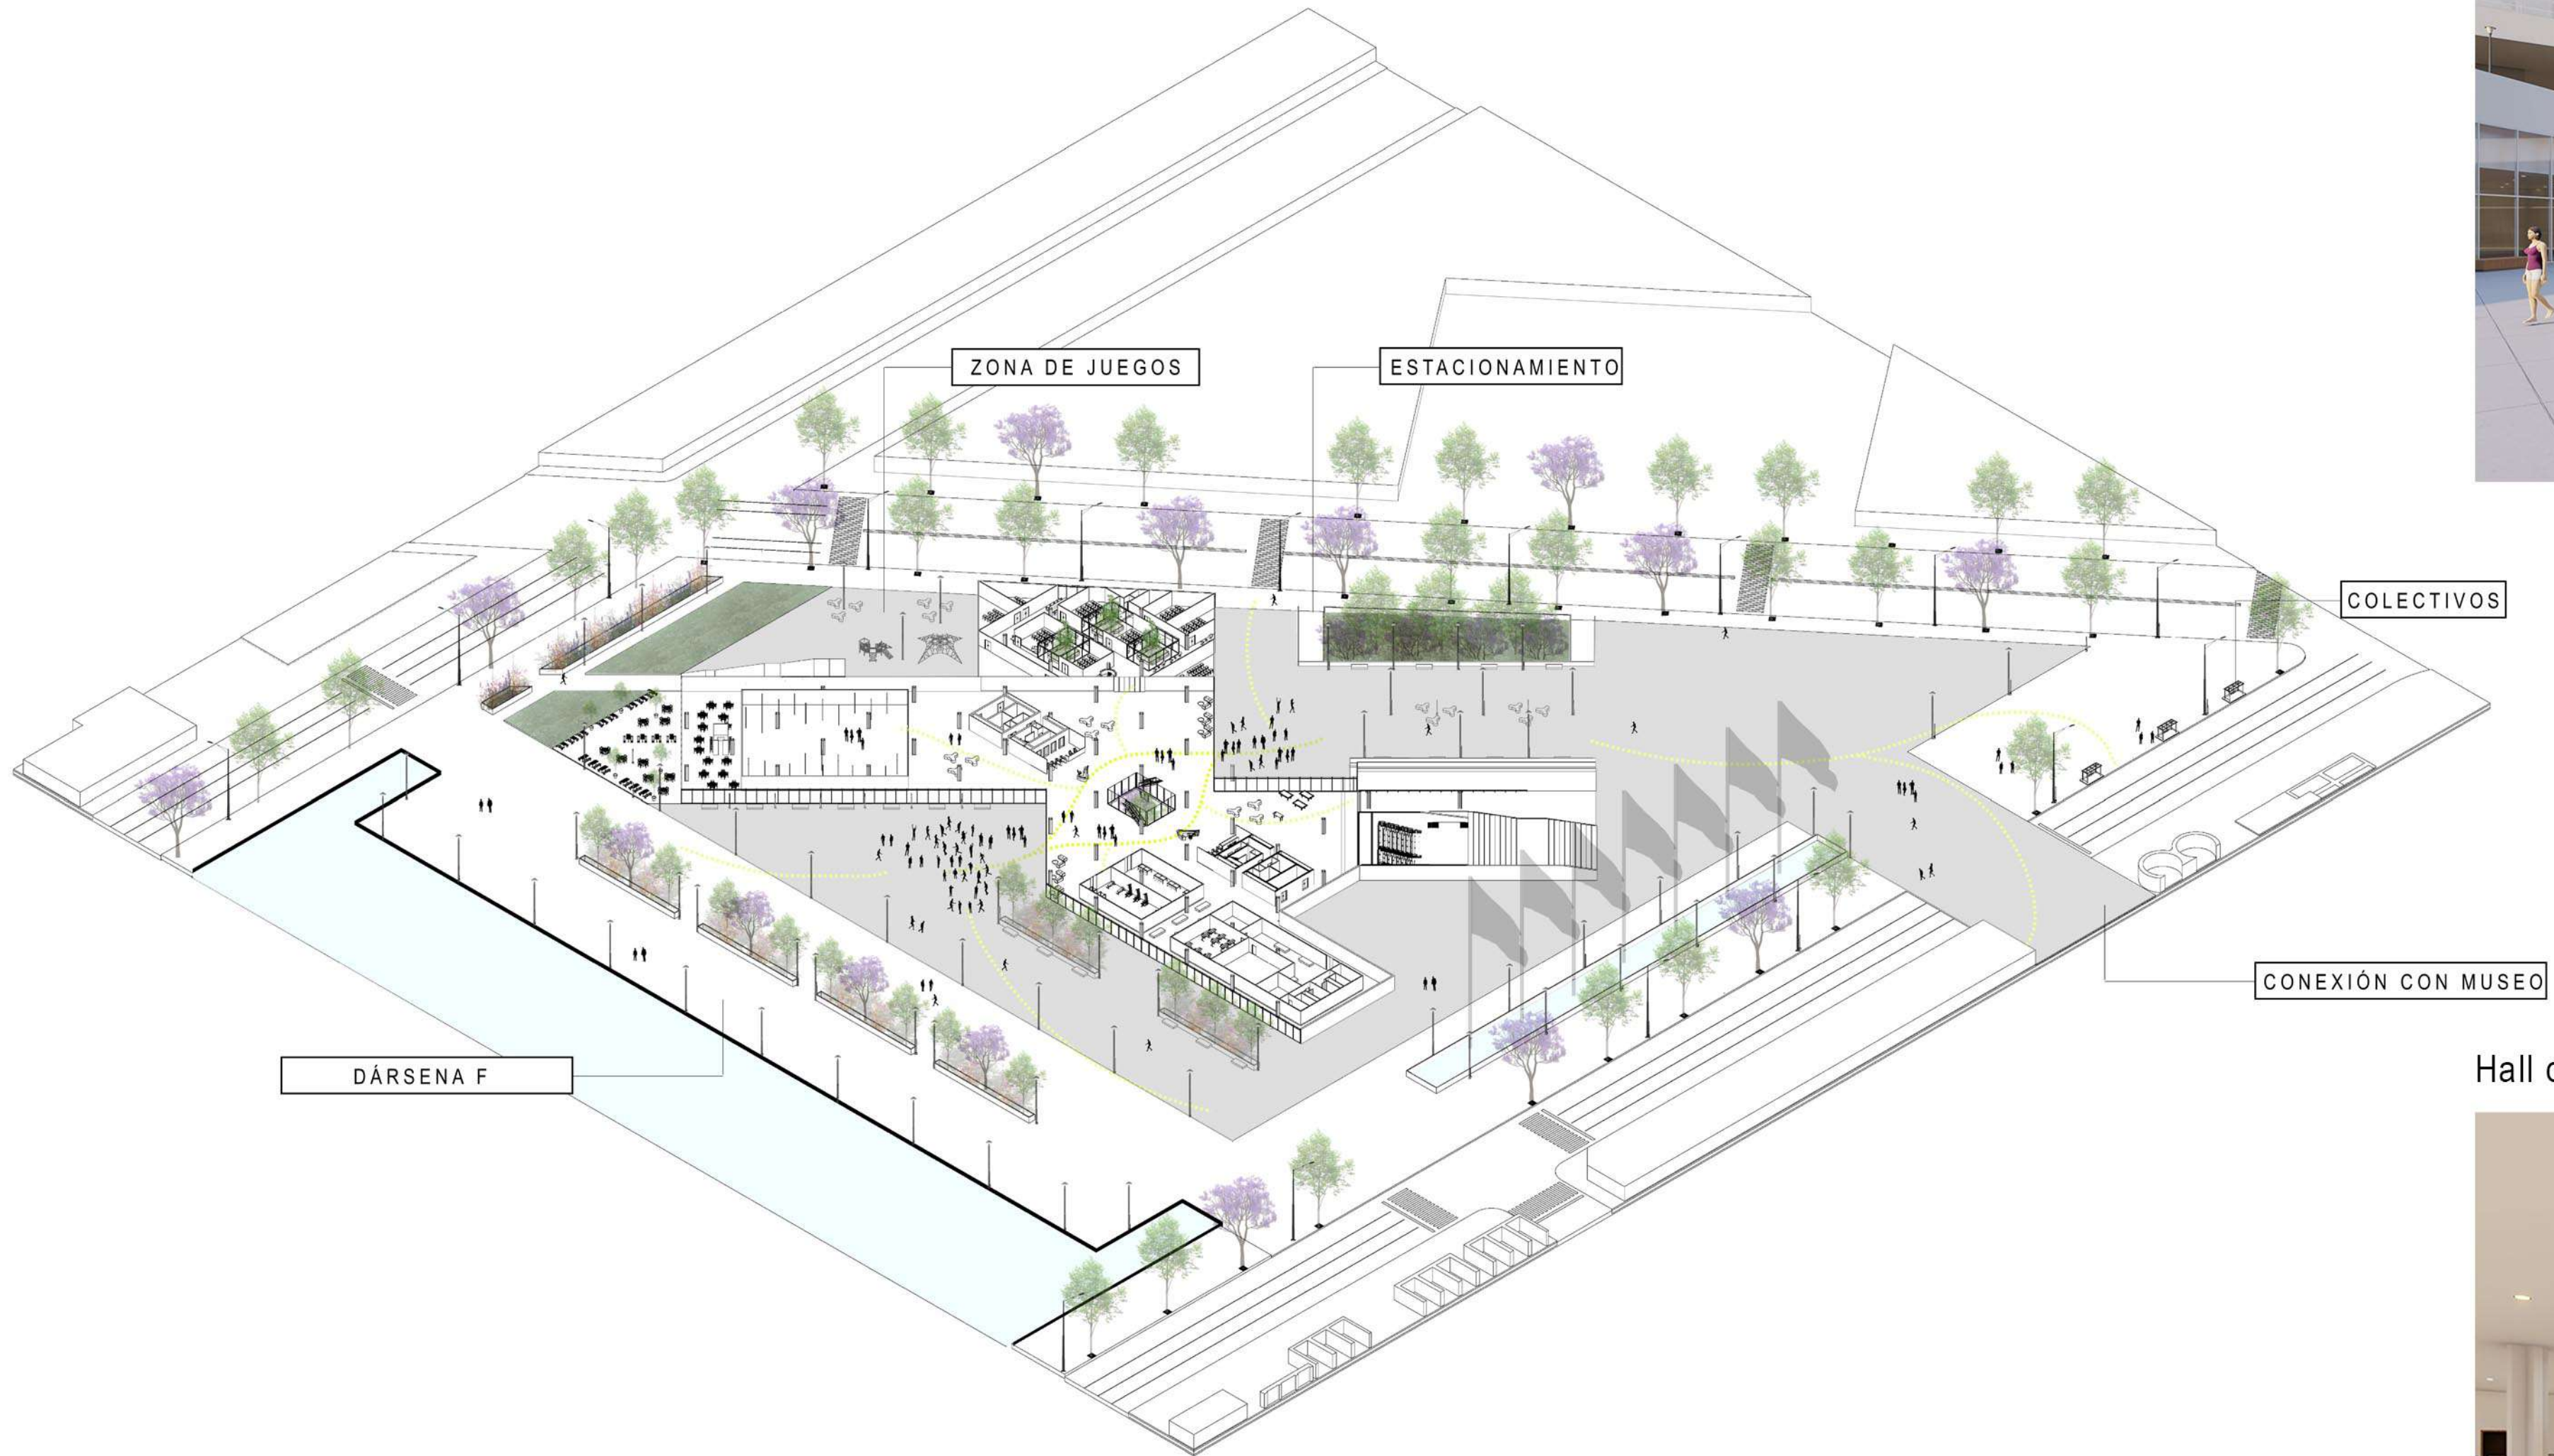 ZONA DE JUEGOS
ESTACIONAMIENTO
COLECTIVOS
CONEXIÓN CON MUSEO
Hall
DÁRSENA F